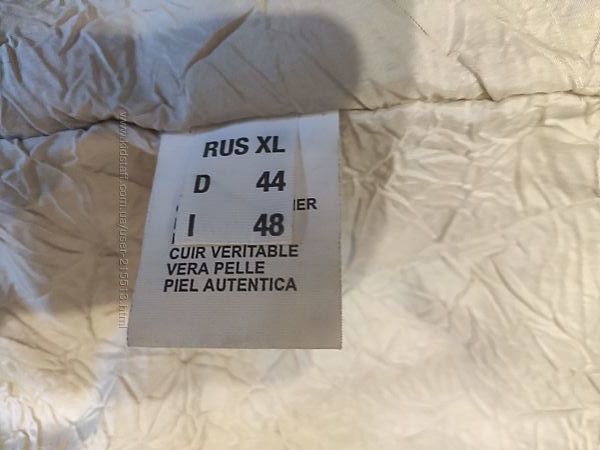 RUS XL
D 44
I 48
CUIR VERITABLE
VERA PELLE
PIEL AUTENTICA